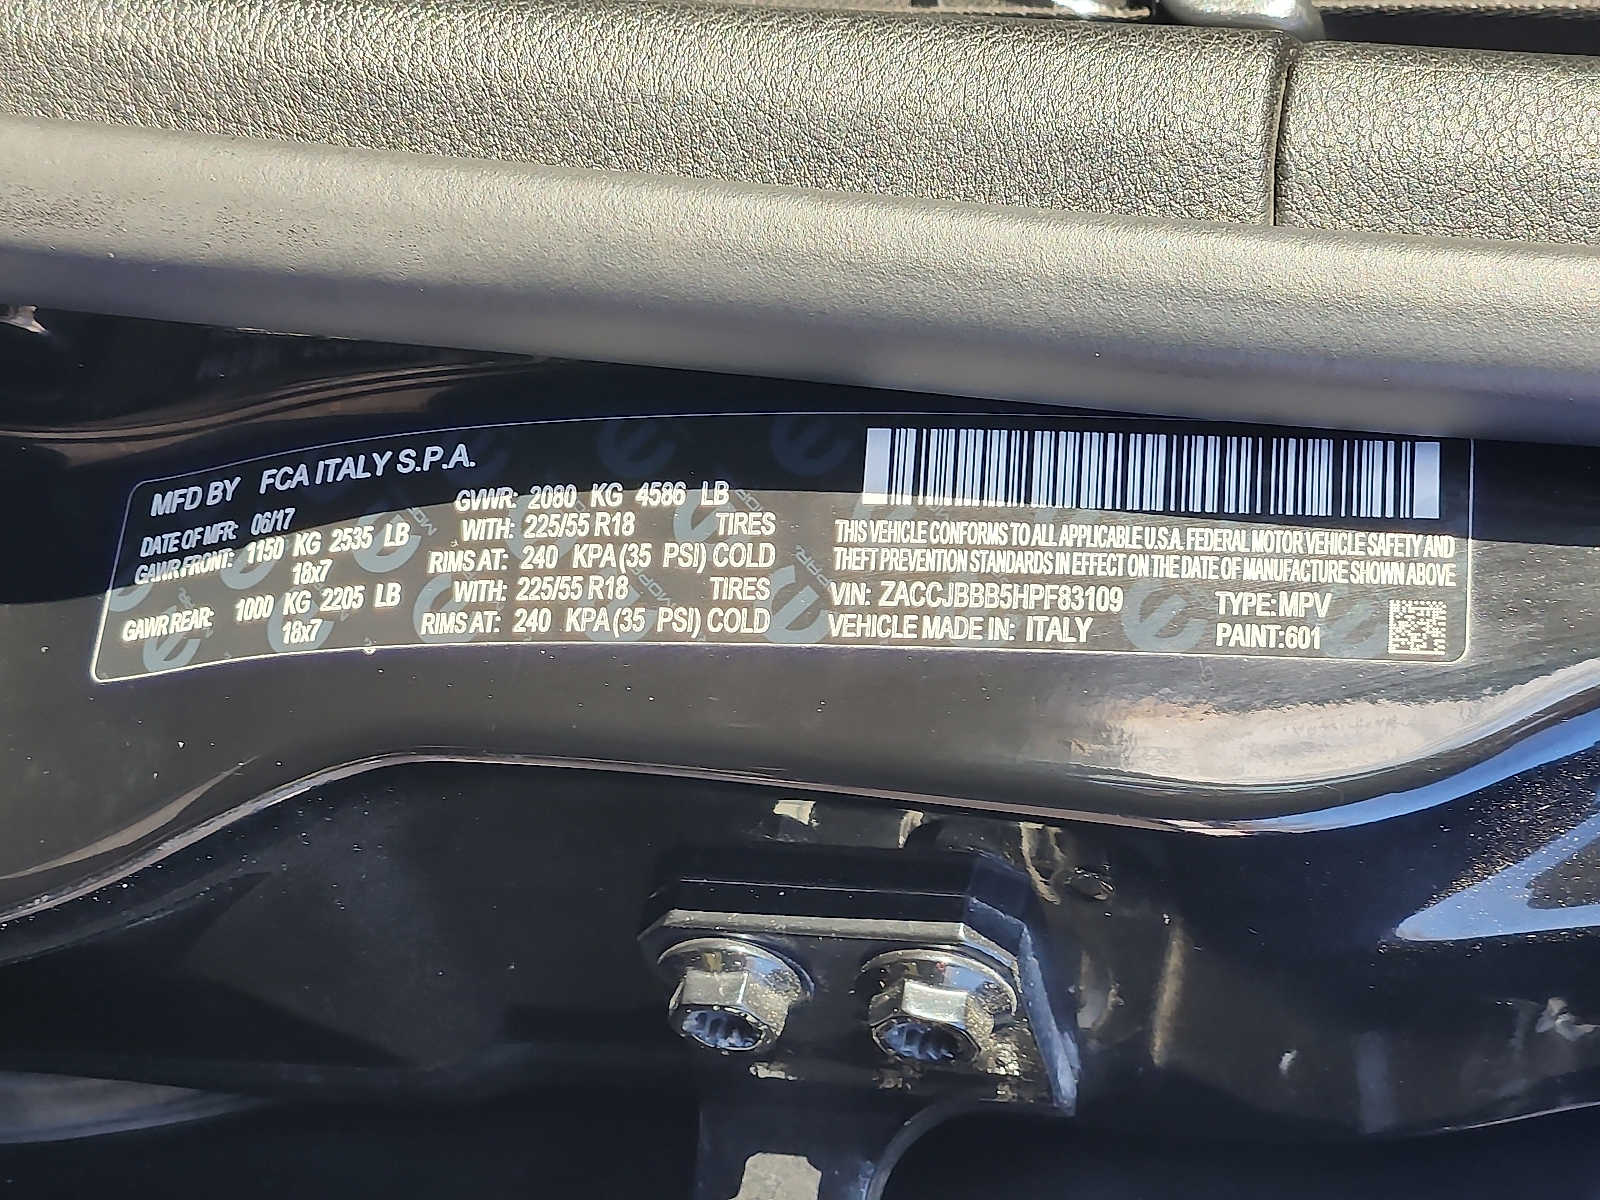 MFD BY FCA ITALY S.P.A.
DATE OF MFR: 06/17 GVWR: 2080 KG 4586 LB
GAWR FRONT: 1150 KG 2535 LB WITH: 225/55 R18 TIRES
18x7 RIMS AT: 240 KPA (35 PSI) COLD
GAWR REAR: 1000 KG 2205 LB WITH: 225/55 R18 TIRES
18x7 RIMS AT: 240 KPA (35 PSI) COLD
THIS VEHICLE CONFORMS TO ALL APPLICABLE U.S.A. FEDERAL MOTOR VEHICLE SAFETY AND
THEFT PREVENTION STANDARDS IN EFFECT ON THE DATE OF MANUFACTURE SHOWN ABOVE
VIN: ZACCJBBB5HPF83109 TYPE: MPV
VEHICLE MADE IN: ITALY PAINT: 601